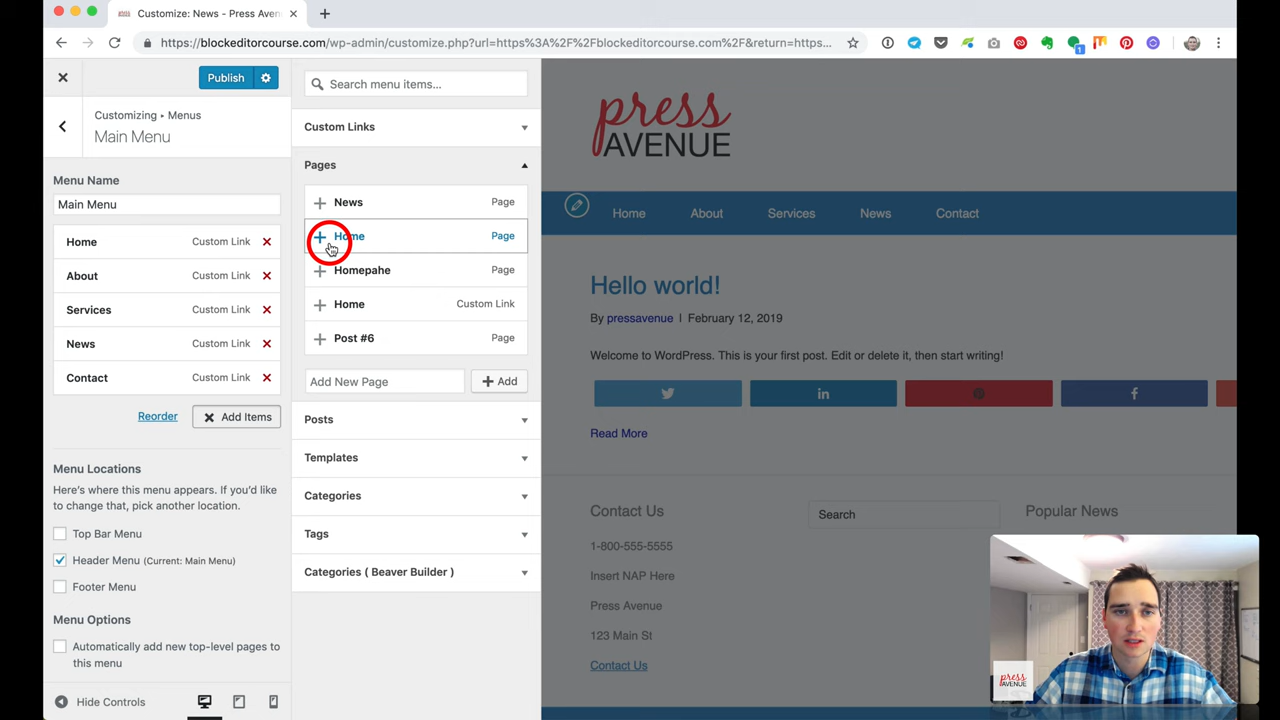 Customize: News - Press Aven
https://blockeditorcourse.com/wp-admin/customize.php?url=https%3A%2F%2Fblockeditorcourse.com%2F&return=https...
1
Publish
Customizing ▸ Menus
Main Menu
Menu Name
Main Menu
Home Custom Link
About Custom Link
Services Custom Link
News Custom Link
Contact Custom Link
Reorder
Add Items
Menu Locations
Here's where this menu appears. If you'd like
to change that, pick another location.
Top Bar Menu
Header Menu (Current: Main Menu)
Footer Menu
Menu Options
Automatically add new top-level pages to
this menu
Hide Controls
Search menu items...
Custom Links
Pages
News Page
Home Page
Homepahe Page
Home Custom Link
Post #6 Page
Add New Page
+ Add
Posts
Templates
Categories
Tags
Categories ( Beaver Builder )
press
AVENUE
Home About Services News Contact
Hello world!
By pressavenue | February 12, 2019
Welcome to WordPress. This is your first post. Edit or delete it, then start writing!
Read More
Contact Us
1-800-555-5555
Insert NAP Here
Press Avenue
123 Main St
Contact Us
Search
Popular News
press
AVENUE